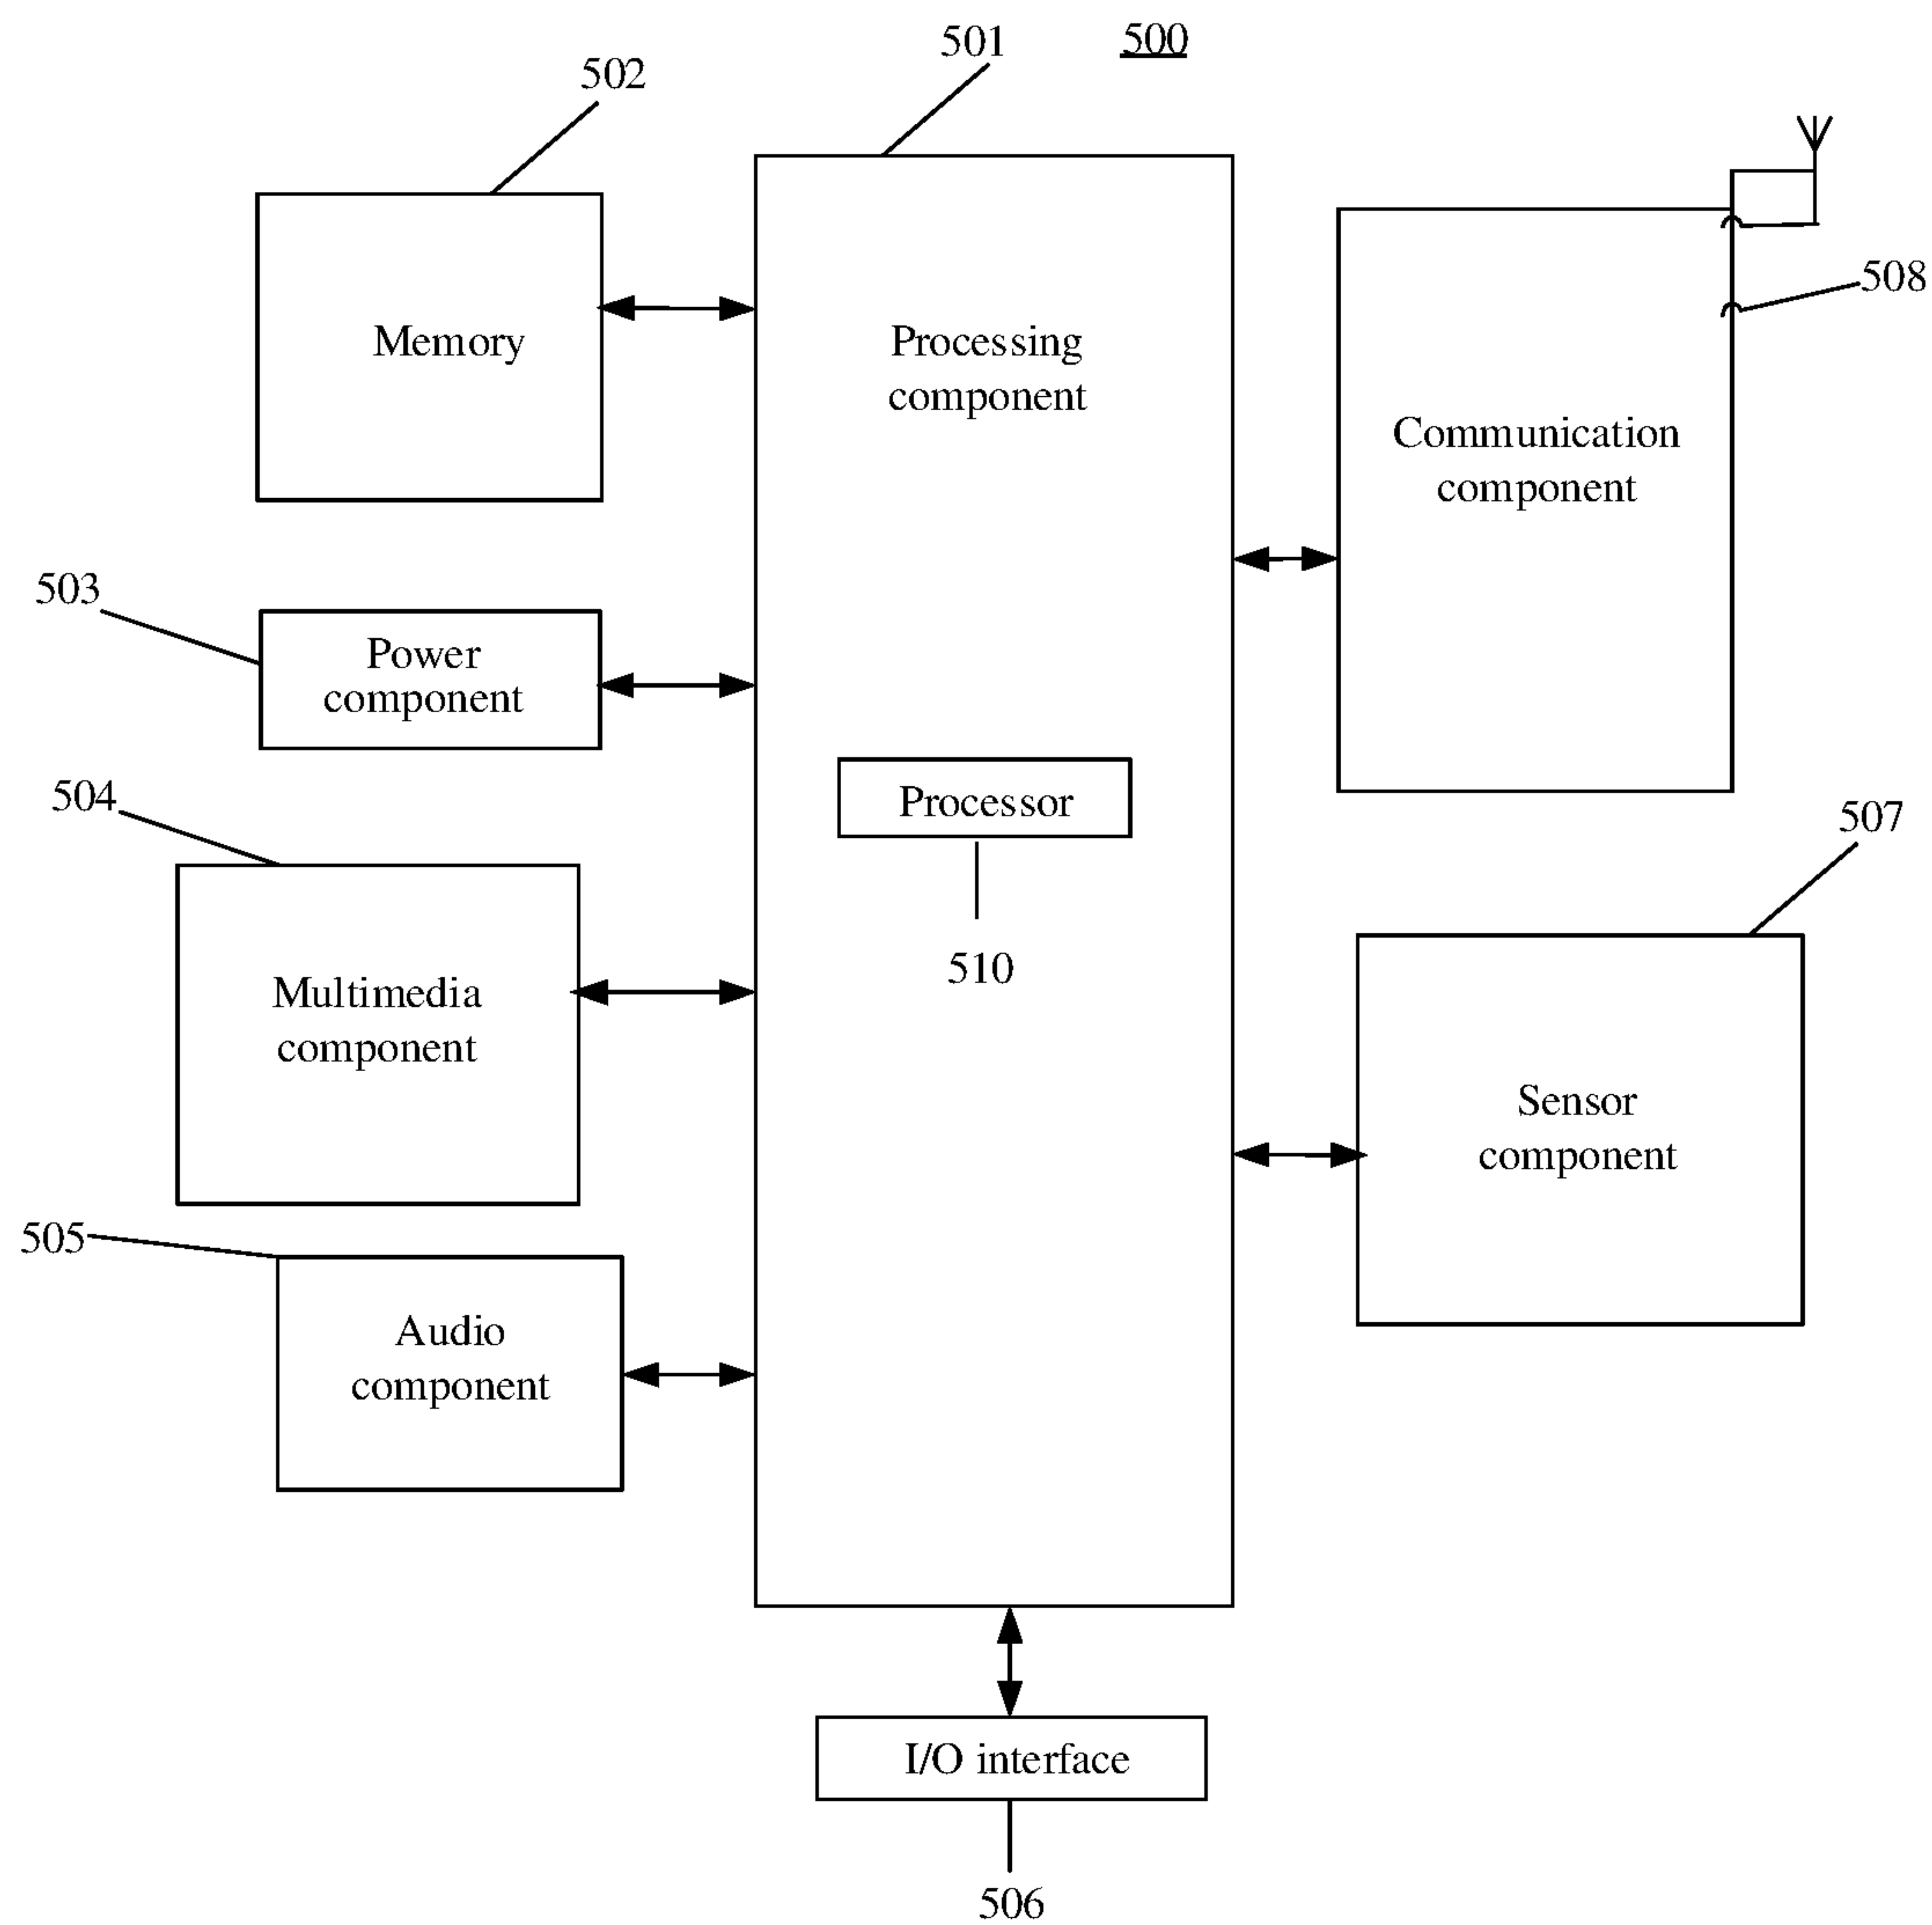 501
500
502
508
Memory
Processing
component
Communication
component
503
Power
component
504
Processor
507
510
Multimedia
component
Sensor
component
505
Audio
component
I/O interface
506